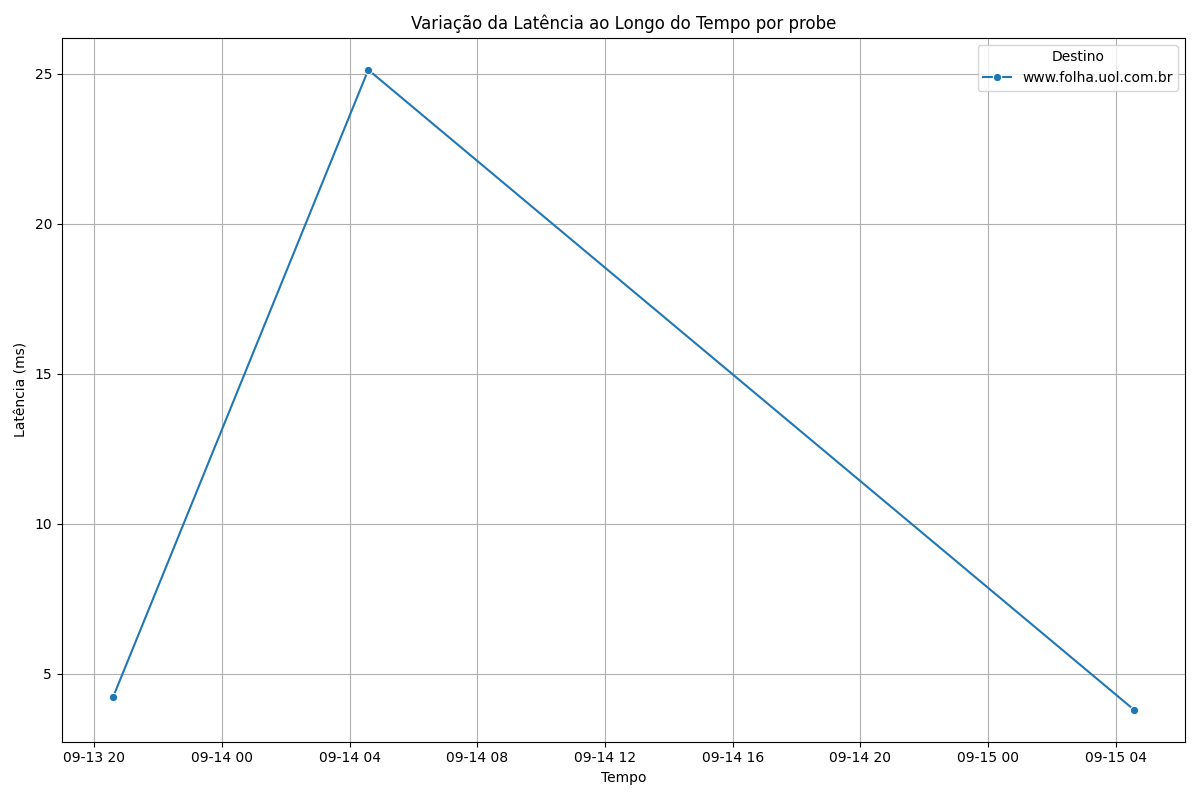 Variação da Latência ao Longo do Tempo por probe
Destino
www.folha.uol.com.br
Latência (ms)
25
20
15
10
5
09-13 20
09-14 00
09-14 04
09-14 08
09-14 12
09-14 16
09-14 20
09-15 00
09-15 04
Tempo